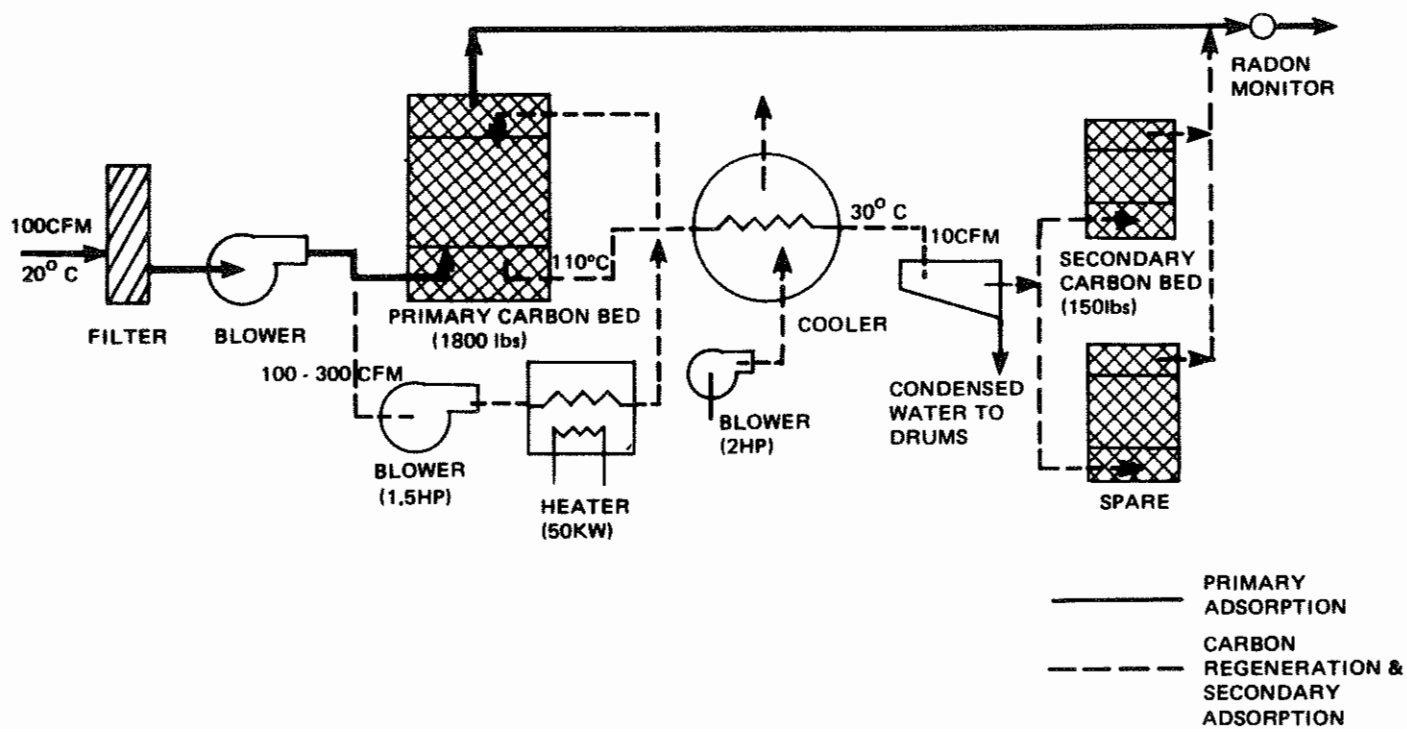 RADON
MONITOR
100CFM
20° C
FILTER
BLOWER
PRIMARY CARBON BED
(1800 lbs)
110°C
100 - 300 CFM
BLOWER
(1.5HP)
HEATER
(50KW)
COOLER
BLOWER
(2HP)
30° C
10CFM
CONDENSED
WATER TO
DRUMS
SECONDARY
CARBON BED
(150lbs)
SPARE
PRIMARY
ADSORPTION
CARBON
REGENERATION &
SECONDARY
ADSORPTION